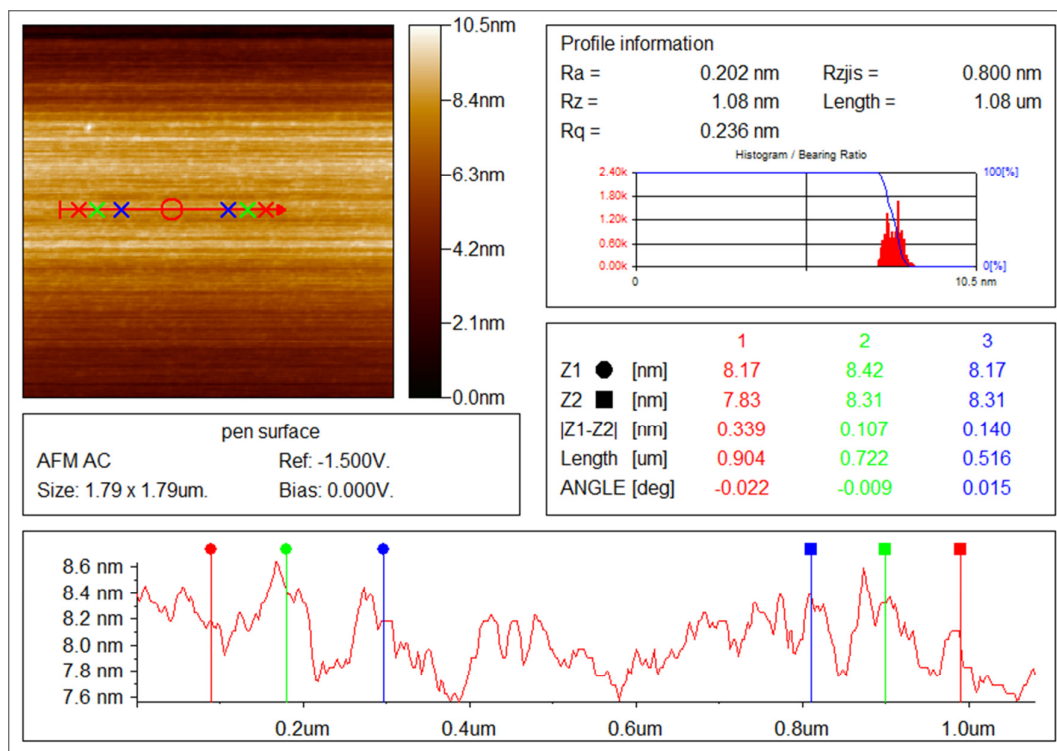 10.5nm
8.4nm
6.3nm
4.2nm
2.1nm
0.0nm
pen surface
AFM AC Ref: -1.500V.
Size: 1.79 x 1.79um. Bias: 0.000V.
Profile information
Ra = 0.202 nm Rzjis = 0.800 nm
Rz = 1.08 nm Length = 1.08 um
Rq = 0.236 nm
Histogram / Bearing Ratio
2.40k 100[%]
1.80k
1.20k
0.60k
0.00k 0[%]
0 10.5 nm
1 2 3
Z1 [nm] 8.17 8.42 8.17
Z2 [nm] 7.83 8.31 8.31
|Z1-Z2| [nm] 0.339 0.107 0.140
Length [um] 0.904 0.722 0.516
ANGLE [deg] -0.022 -0.009 0.015
8.6 nm
8.4 nm
8.2 nm
8.0 nm
7.8 nm
7.6 nm
0.2um 0.4um 0.6um 0.8um 1.0um